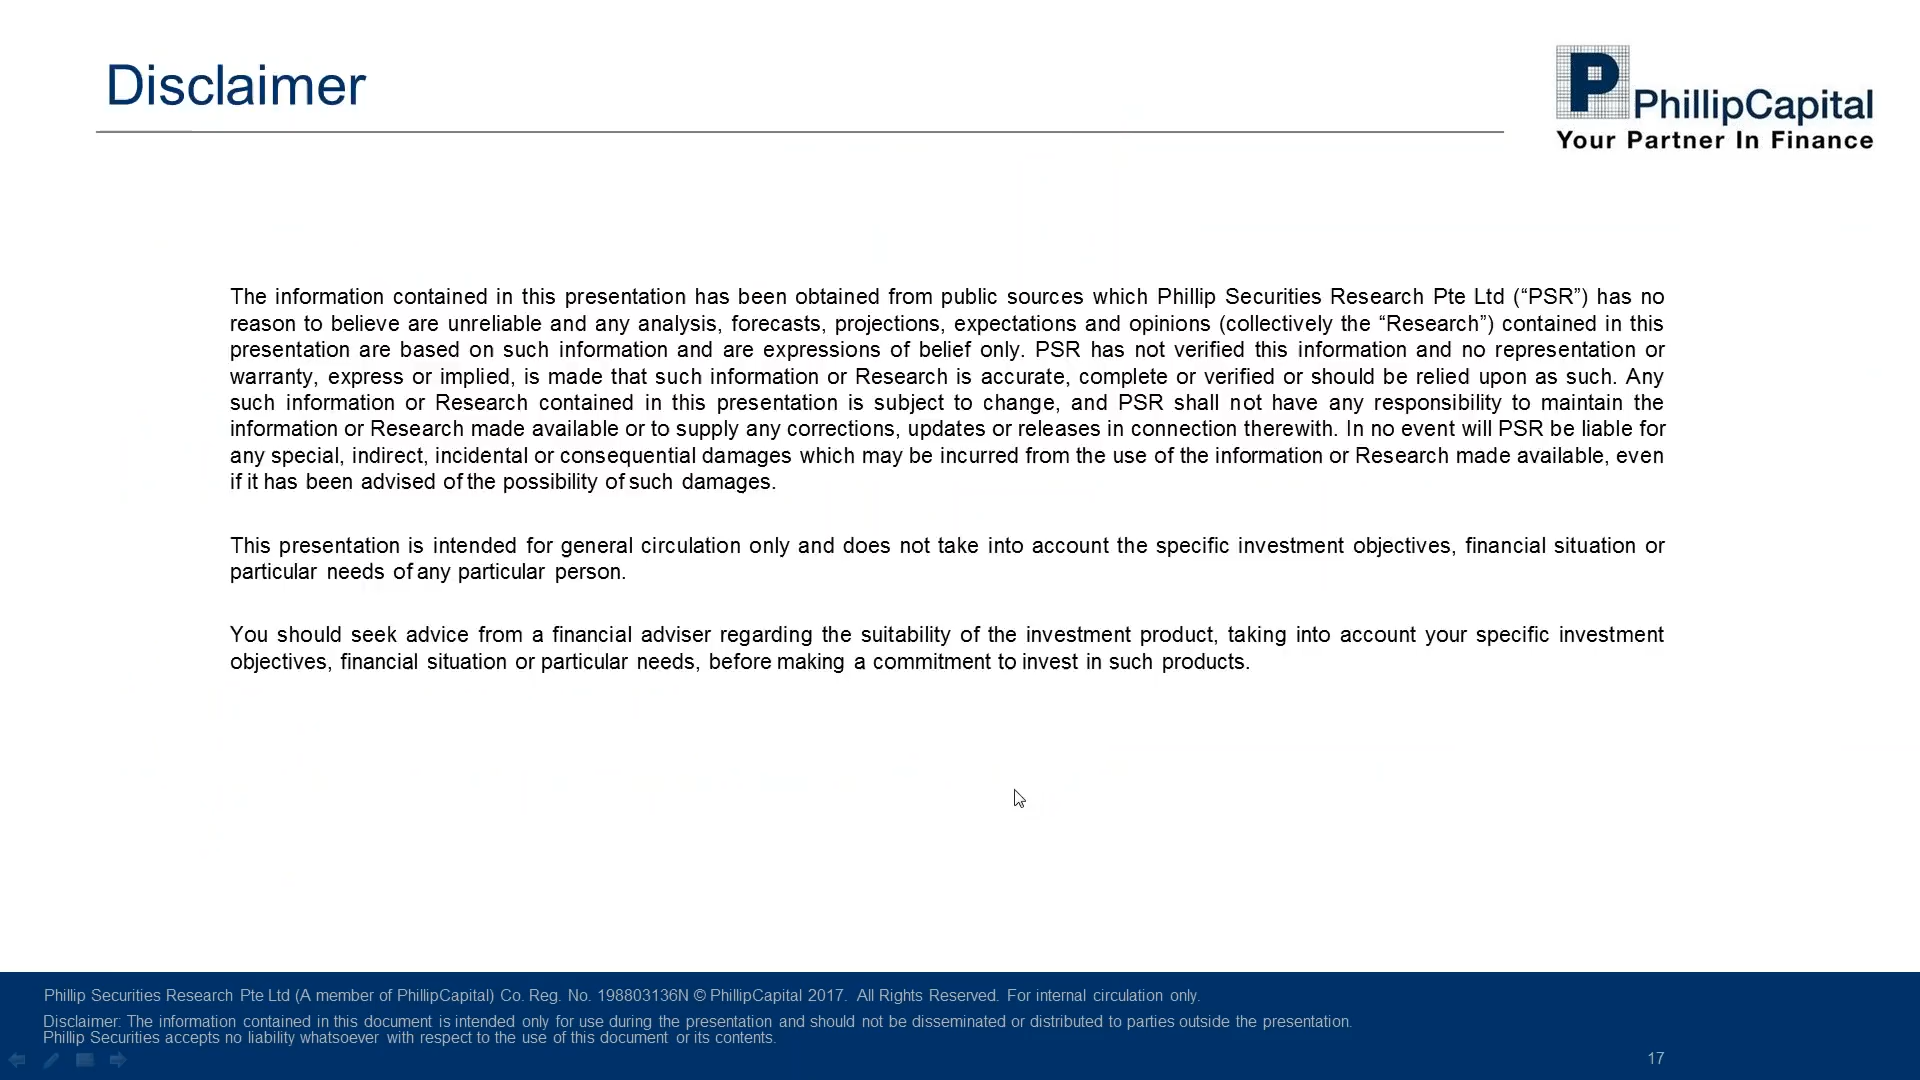 Disclaimer
P PhillipCapital
Your Partner In Finance
The information contained in this presentation has been obtained from public sources which Phillip Securities Research Pte Ltd (“PSR”) has no
reason to believe are unreliable and any analysis, forecasts, projections, expectations and opinions (collectively the “Research”) contained in this
presentation are based on such information and are expressions of belief only. PSR has not verified this information and no representation or
warranty, express or implied, is made that such information or Research is accurate, complete or verified or should be relied upon as such. Any
such information or Research contained in this presentation is subject to change, and PSR shall not have any responsibility to maintain the
information or Research made available or to supply any corrections, updates or releases in connection therewith. In no event will PSR be liable for
any special, indirect, incidental or consequential damages which may be incurred from the use of the information or Research made available, even
if it has been advised of the possibility of such damages.
This presentation is intended for general circulation only and does not take into account the specific investment objectives, financial situation or
particular needs of any particular person.
You should seek advice from a financial adviser regarding the suitability of the investment product, taking into account your specific investment
objectives, financial situation or particular needs, before making a commitment to invest in such products.
Phillip Securities Research Pte Ltd (A member of PhillipCapital) Co. Reg. No. 198803136N © PhillipCapital 2017. All Rights Reserved. For internal circulation only.
Disclaimer: The information contained in this document is intended only for use during the presentation and should not be disseminated or distributed to parties outside the presentation.
Phillip Securities accepts no liability whatsoever with respect to the use of this document or its contents.
17